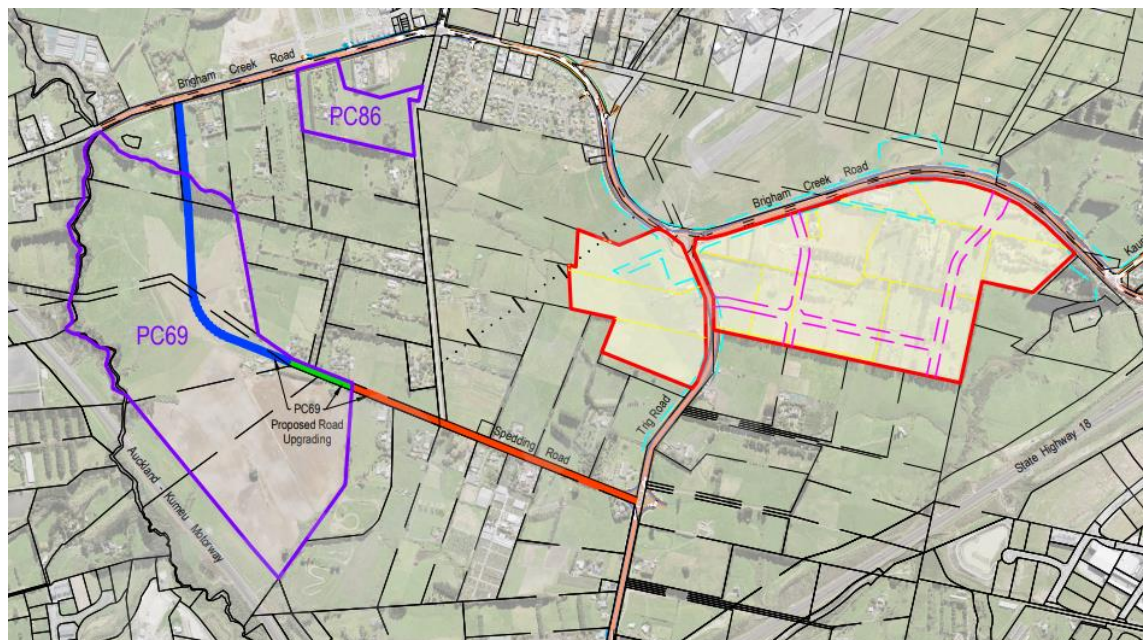 Brigham Creek Road
PC86
Brigham Creek Road
PC69
PC69
Proposed Road
Upgrading
Spedding Road
Trig Road
State Highway 18
Auckland - Kumeu Motorway